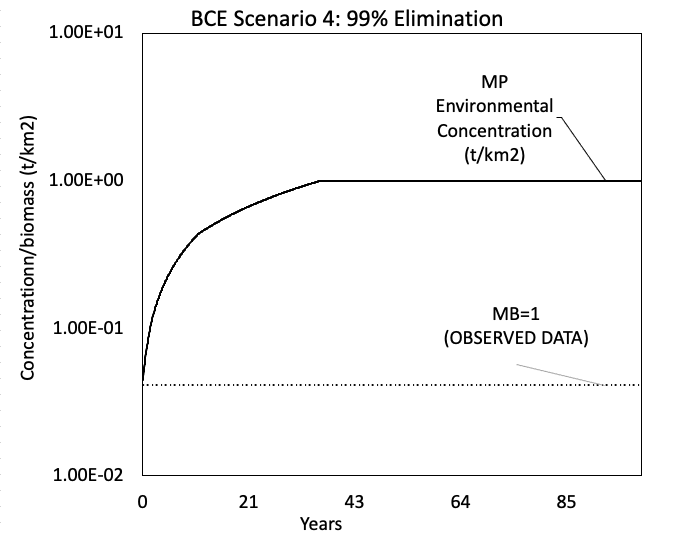 BCE Scenario 4: 99% Elimination
1.00E+01
MP
Environmental
Concentration
(t/km2)
1.00E+00
MB=1
(OBSERVED DATA)
1.00E-01
1.00E-02
Concentrationn/biomass (t/km2)
0 21 43 64 85
Years